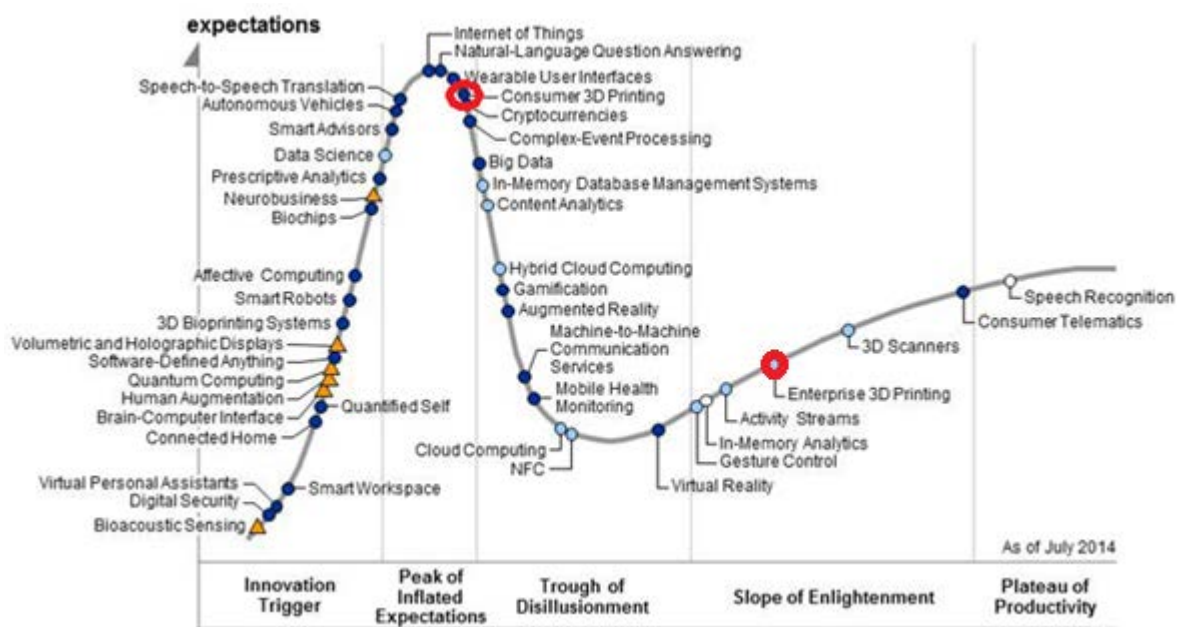 expectations
Internet of Things
Natural-Language Question Answering
Wearable User Interfaces
Consumer 3D Printing
Cryptocurrencies
Complex-Event Processing
Speech-to-Speech Translation
Autonomous Vehicles
Smart Advisors
Data Science
Prescriptive Analytics
Neurobusiness
Biochips
Big Data
In-Memory Database Management Systems
Content Analytics
Affective Computing
Smart Robots
3D Bioprinting Systems
Volumetric and Holographic Displays
Software-Defined Anything
Quantum Computing
Human Augmentation
Brain-Computer Interface
Quantified Self
Connected Home
Hybrid Cloud Computing
Gamification
Augmented Reality
Machine-to-Machine
Communication
Services
Mobile Health
Monitoring
Virtual Personal Assistants
Smart Workspace
Digital Security
Bioacoustic Sensing
Cloud Computing
NFC
Virtual Reality
Gesture Control
In-Memory Analytics
Activity Streams
Enterprise 3D Printing
3D Scanners
Consumer Telematics
Speech Recognition
As of July 2014
Innovation
Trigger
Peak of
Inflated
Expectations
Trough of
Disillusionment
Slope of Enlightenment
Plateau of
Productivity